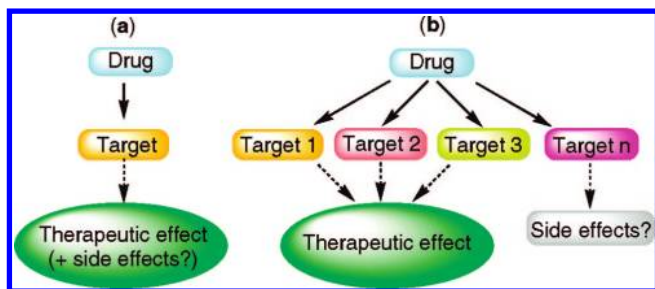 (a)
Drug
Target
Therapeutic effect
(+ side effects?)
(b)
Drug
Target 1
Target 2
Target 3
Target n
Therapeutic effect
Side effects?